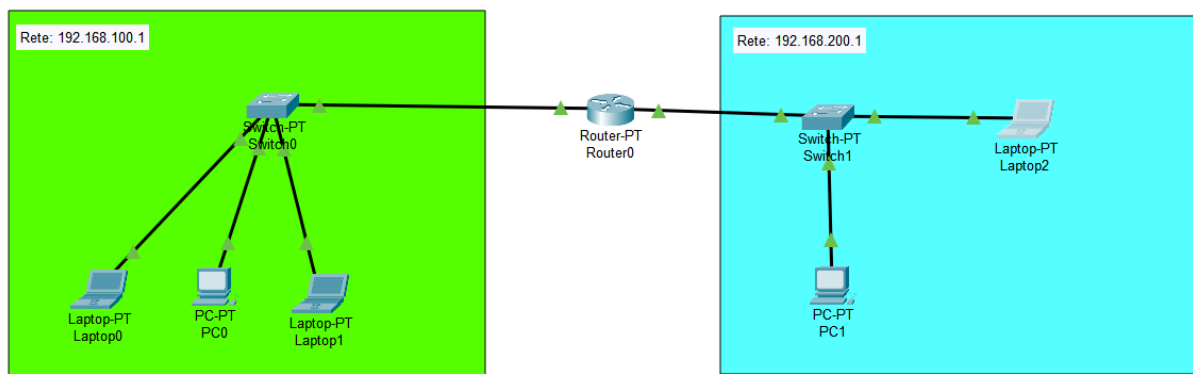 Rete: 192.168.100.1
Rete: 192.168.200.1
Switch-PT
Switch0
Router-PT
Router0
Switch-PT
Switch1
Laptop-PT
Laptop2
Laptop-PT
Laptop0
PC-PT
PC0
Laptop-PT
Laptop1
PC-PT
PC1